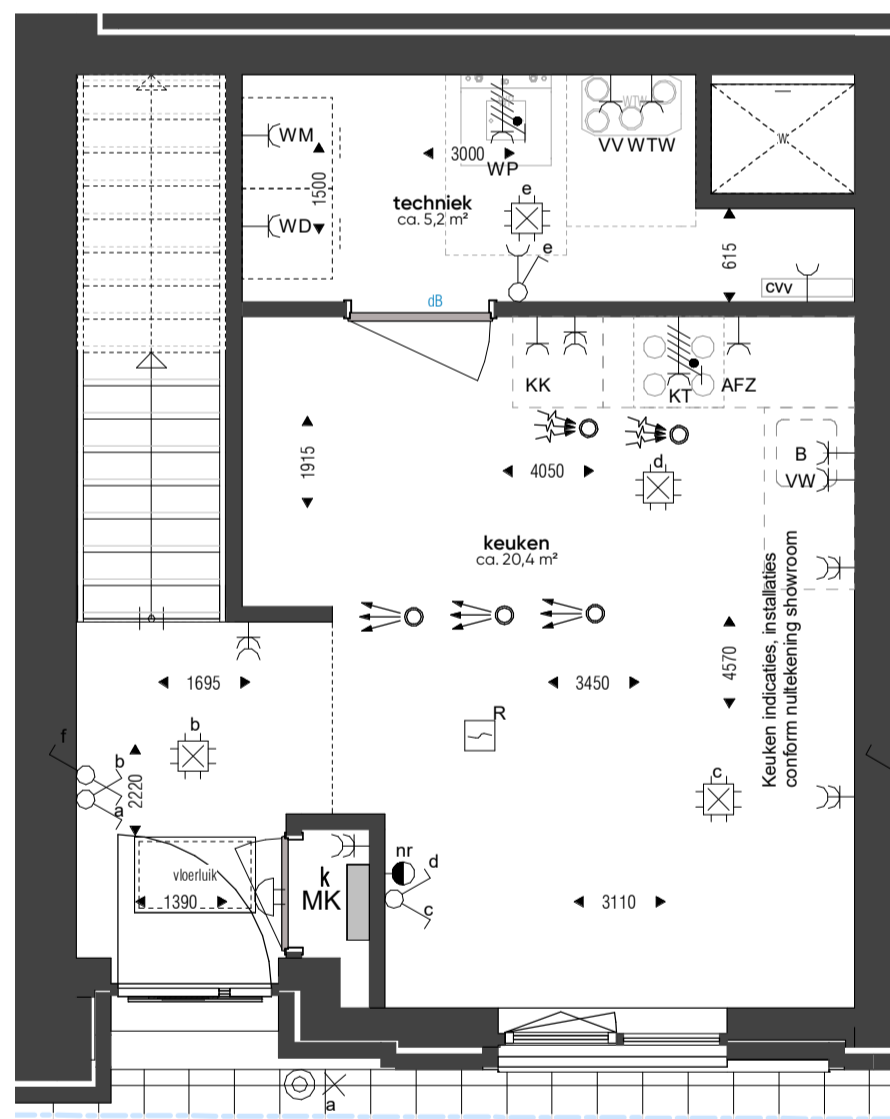 WM
3000
WP
VV WTW
WTW
W.
1500
techniek
ca. 5,2 m²
e
WD
e
615
cvv
dB
KK
KT
AFZ
1915
4050
d
B
VW
keuken
ca. 20,4 m²
Keuken indicaties, installaties
conform nultekening showroom
1695
3450
4570
R
b
f
b
a
2220
c
vloerluik
1390
k
MK
nr
d
c
3110
a